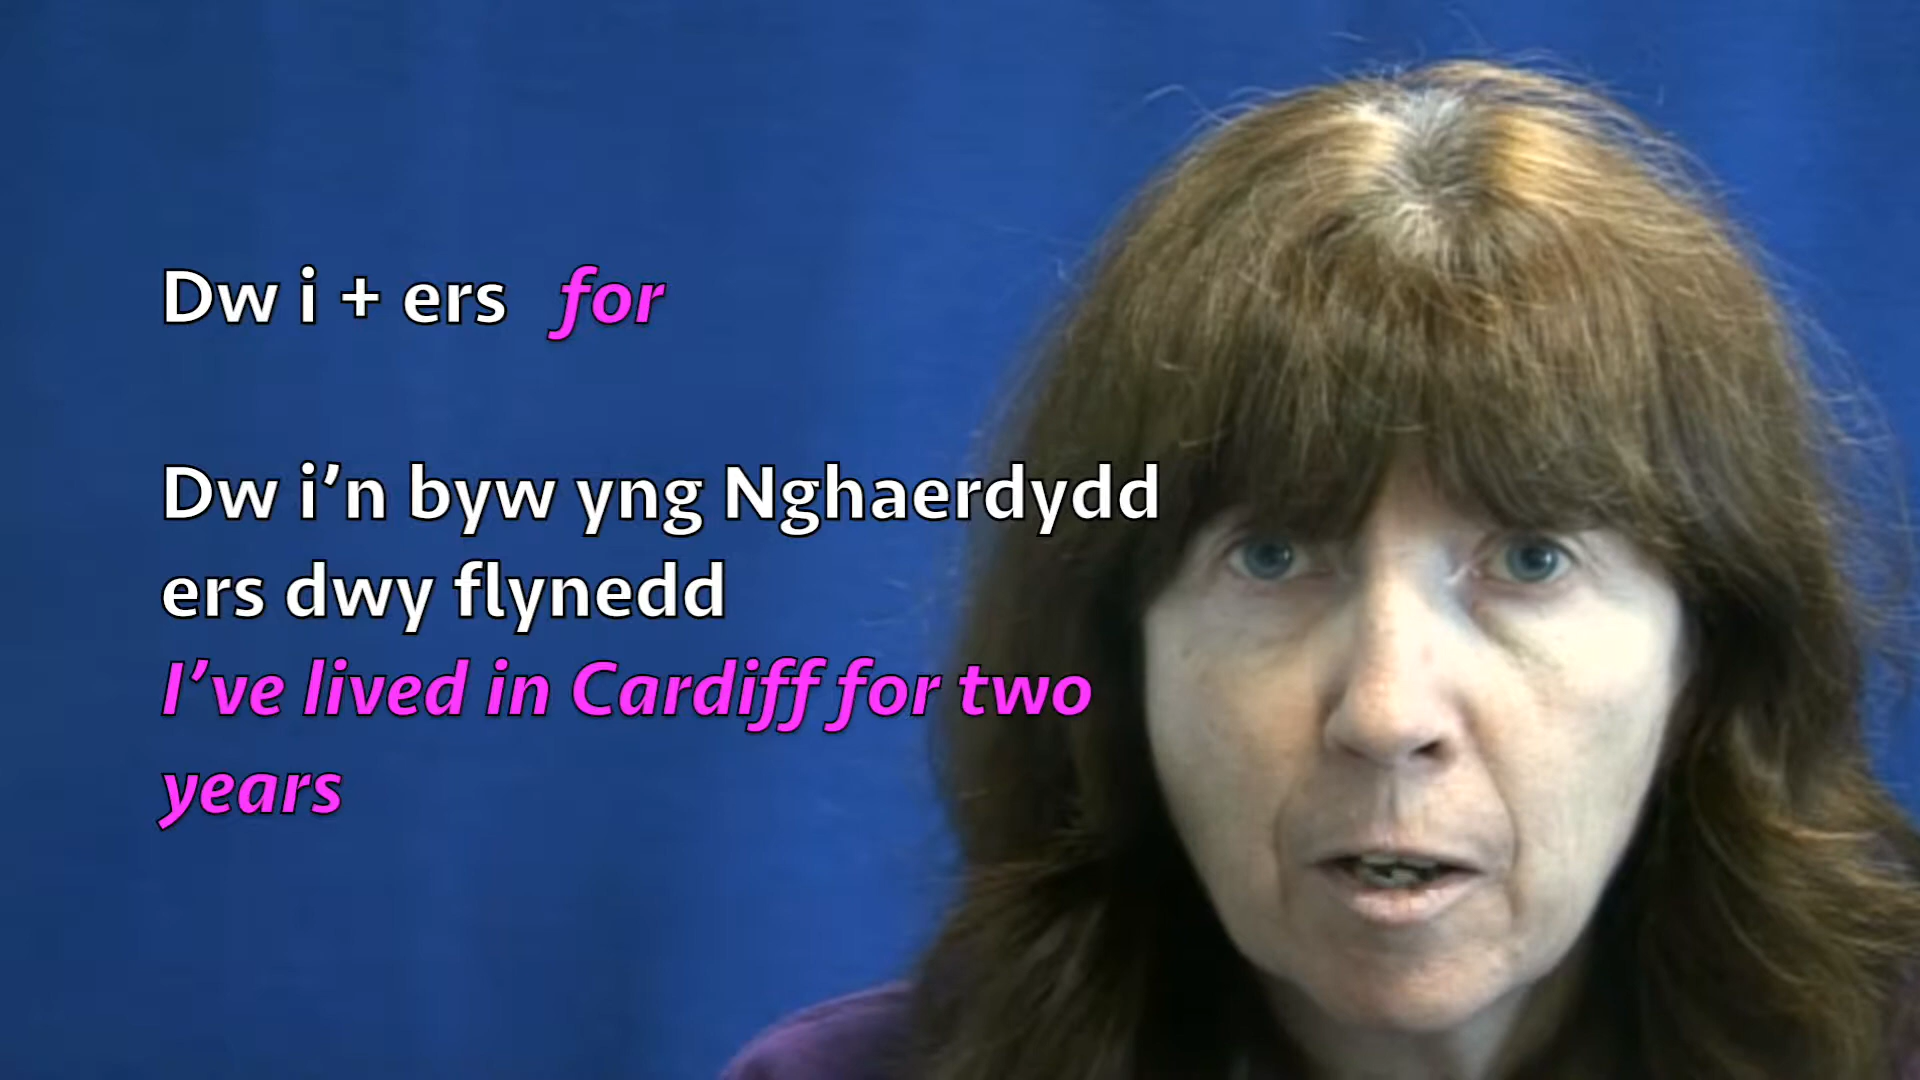 Dw i + ers for
Dw i’n byw yng Nghaerdydd
ers dwy flynedd
I’ve lived in Cardiff for two
years